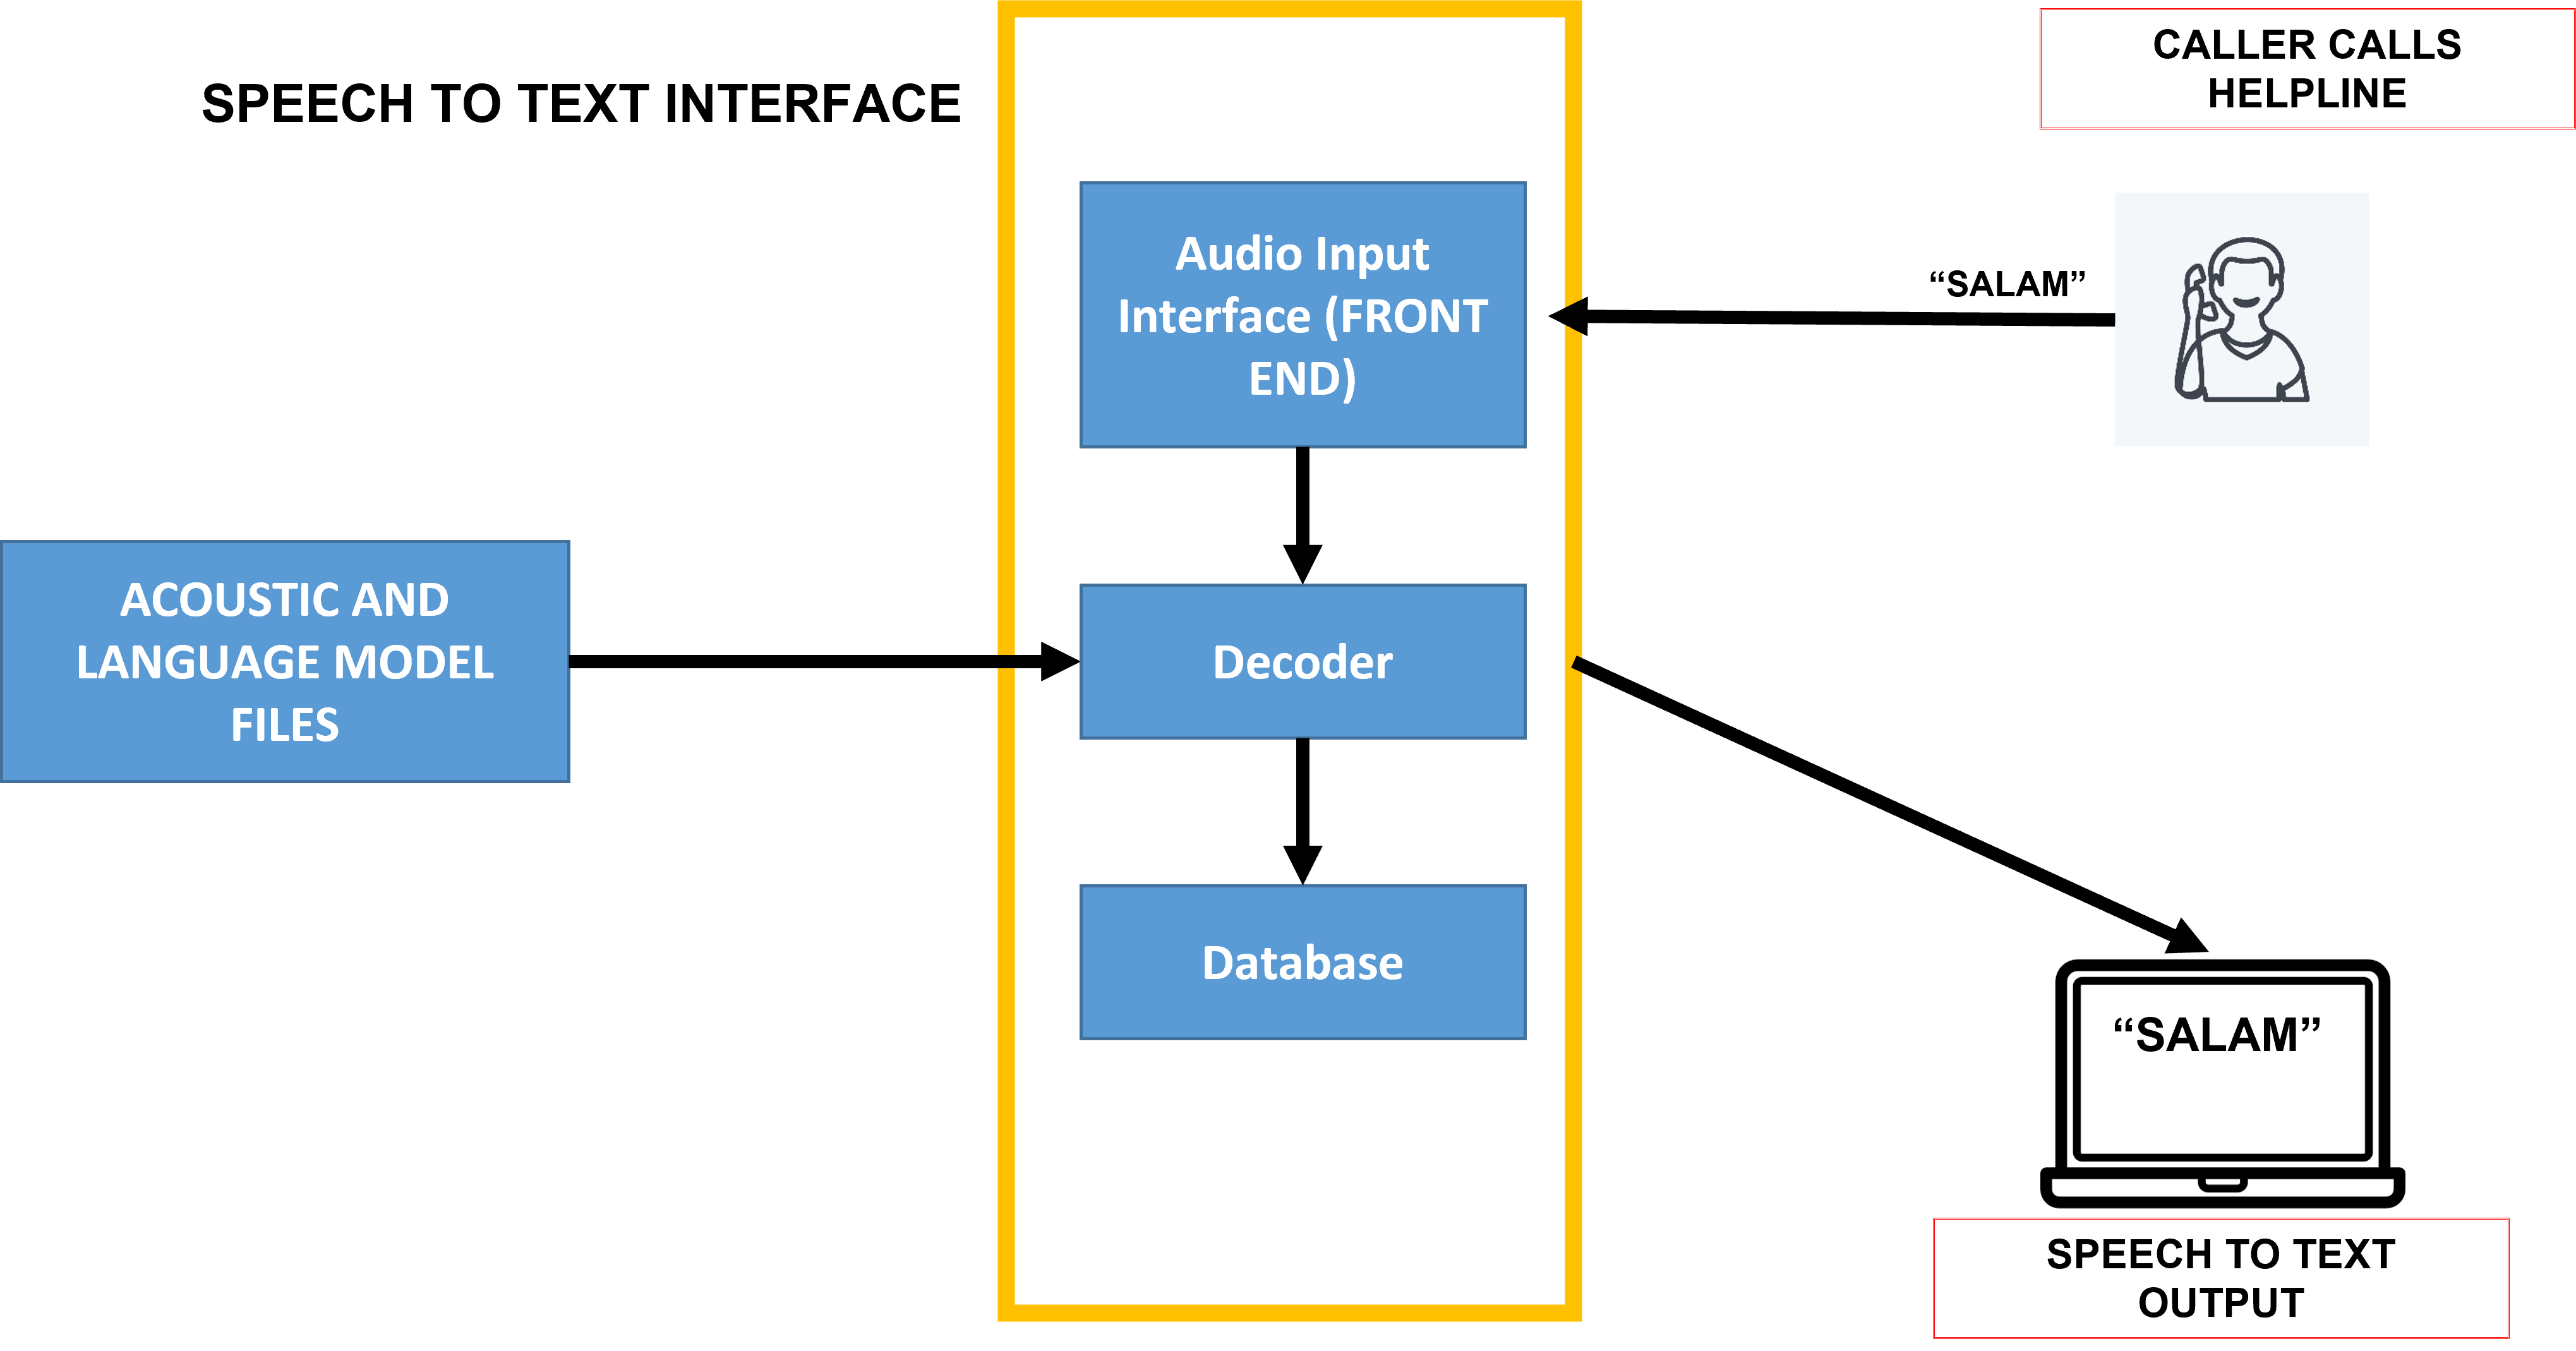 SPEECH TO TEXT INTERFACE
CALLER CALLS
HELPLINE
Audio Input
Interface (FRONT
END)
“SALAM”
ACOUSTIC AND
LANGUAGE MODEL
FILES
Decoder
Database
“SALAM”
SPEECH TO TEXT
OUTPUT